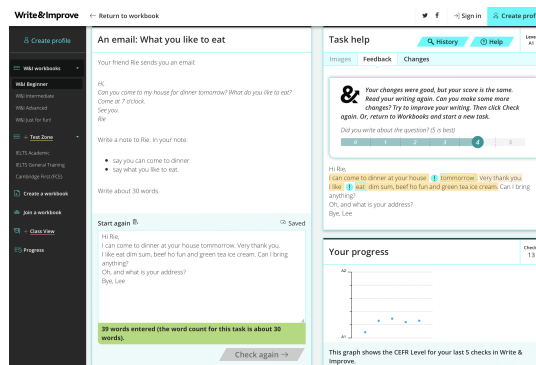 Write&Improve
← Return to workbook
Sign in
Create prof
Create profile
W&I workbooks
W&I Beginner
W&I Intermediate
W&I Advanced
W&I Just for fun!
Test Zone
IELTS Academic
IELTS General Training
Cambridge First (FCE)
Create a workbook
Join a workbook
+ Class View
Progress
An email: What you like to eat
Your friend Rie sends you an email:
Hi,
Can you come to my house for dinner tomorrow? What do you like to eat?
Come at 7 o'clock.
See you.
Rie
Write a note to Rie. In your note:
• say you can come to dinner
• say what you like to eat.
Write about 30 words
Start again
Saved
Hi Rie,
I can come to dinner at your house tommorrow. Very thank you.
I like eat dim sum, beef ho fun and green tea ice cream. Can I bring
anything?
Oh, and what is your address?
Bye, Lee
39 words entered (the word count for this task is about 30
words).
Check again →
Task help
History
Help
Level
A1
Images
Feedback
Changes
&
Your changes were good, but your score is the same.
Read your writing again. Can you make some more
changes? Try to improve your writing. Then click Check
again. Or, return to Workbooks and start a new task.
Did you write about the question? (5 is best)
0 1 2 3 4 5
Hi Rie,
I can come to dinner at your house ! tommorrow. Very thank you
I like ! eat dim sum, beef ho fun and green tea ice cream. Can I bring
anything?
Oh, and what is your address?
Bye, Lee
Your progress
Check
13
A2
A1
This graph shows the CEFR Level for your last 5 checks in Write &
Improve.